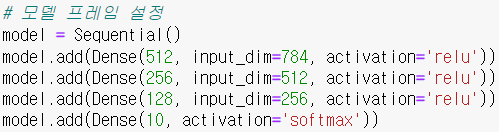 # 모델 프레임 설정
model = Sequential()
model.add(Dense(512, input_dim=784, activation='relu'))
model.add(Dense(256, input_dim=512, activation='relu'))
model.add(Dense(128, input_dim=256, activation='relu'))
model.add(Dense(10, activation='softmax'))